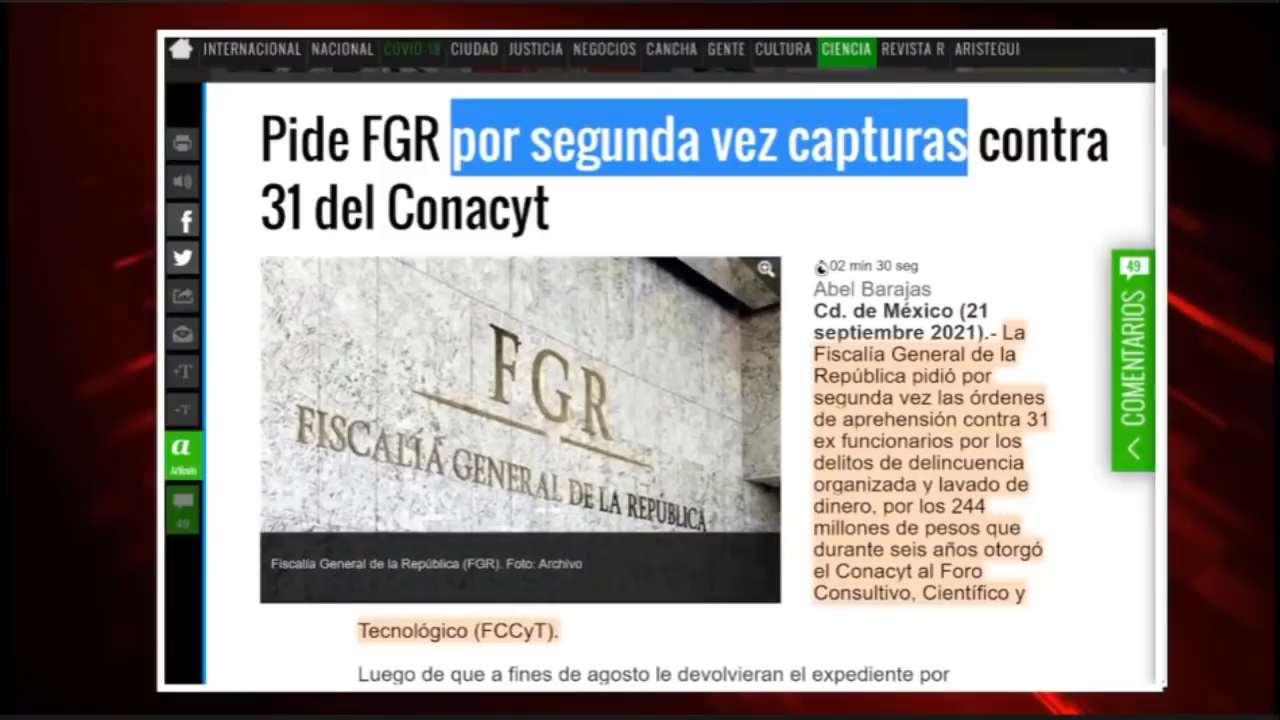 INTERNACIONAL NACIONAL COVID-19 CIUDAD JUSTICIA NEGOCIOS CANCHA GENTE CULTURA CIENCIA REVISTA R ARISTEGUI
Pide FGR por segunda vez capturas contra
31 del Conacyt
FGR
FISCALÍA GENERAL DE LA REPÚBLICA
Fiscalía General de la República (FGR). Foto: Archivo
02 min 30 seg
Abel Barajas
Cd. de México (21
septiembre 2021).- La
Fiscalía General de la
República pidió por
segunda vez las órdenes
de aprehensión contra 31
ex funcionarios por los
delitos de delincuencia
organizada y lavado de
dinero, por los 244
millones de pesos que
durante seis años otorgó
el Conacyt al Foro
Consultivo, Científico y
Tecnológico (FCCyT).
Luego de que a fines de agosto le devolvieran el expediente por
+T
-T
a
Artículo
49
49
COMENTARIOS